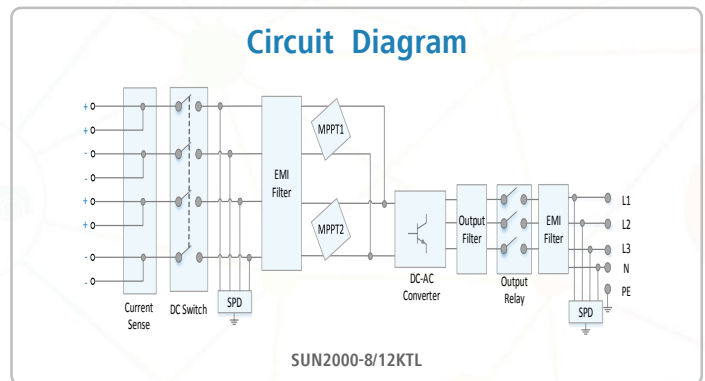 Circuit Diagram
+
+
-
-
+
+
-
-
Current
Sense
DC Switch
SPD
EMI
Filter
MPPT1
MPPT2
DC-AC
Converter
Output
Filter
Output
Relay
EMI
Filter
L1
L2
L3
N
PE
SPD
SUN2000-8/12KTL